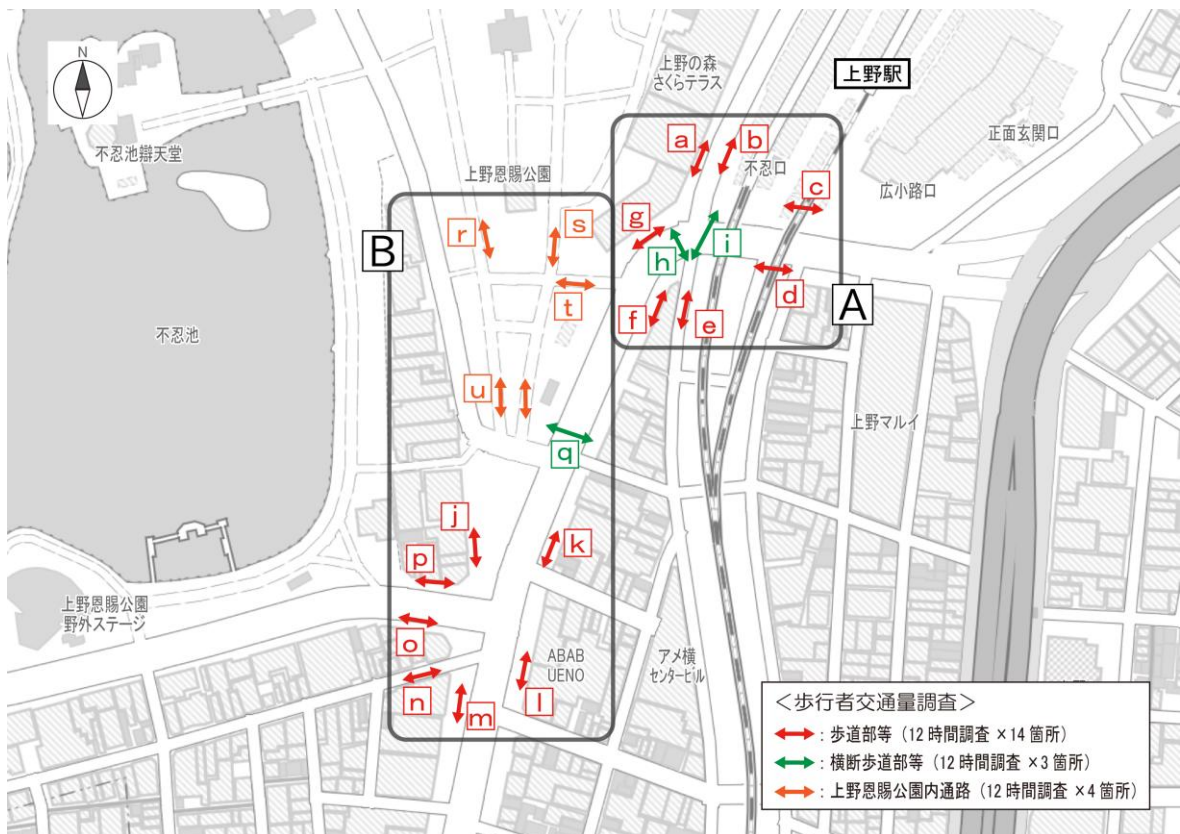 N
上野の森
さくらテラス
上野駅
正面玄関口
不忍池辯天堂
上野恩賜公園
不忍口
広小路口
a
b
c
g
h
i
d
A
f
e
B
r
s
t
u
q
不忍池
上野マルイ
j
k
p
o
n
m
l
上野恩賜公園
野外ステージ
ABAB
UENO
アメ横
センタービル
<歩行者交通量調査>
:歩道部等(12時間調査×14箇所)
:横断歩道部等(12時間調査×3箇所)
:上野恩賜公園内通路(12時間調査×4箇所)